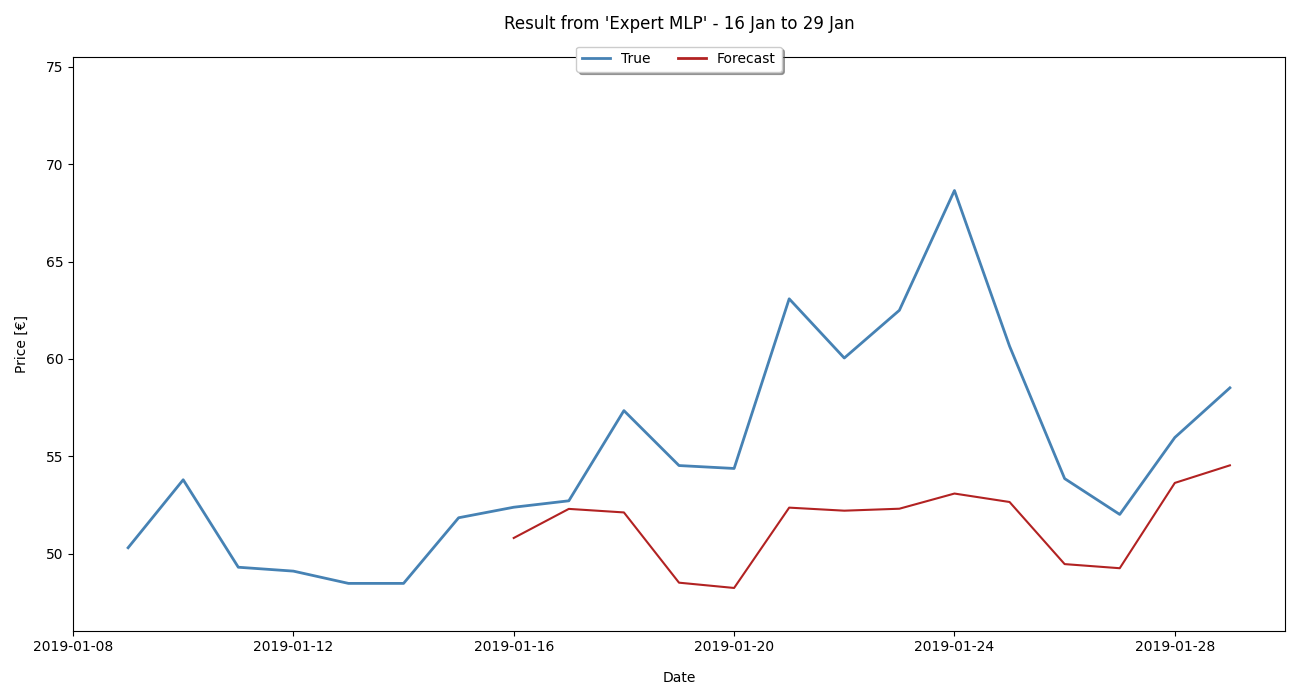 Result from 'Expert MLP' - 16 Jan to 29 Jan
True Forecast
75
70
65
60
55
50
Price [€]
2019-01-08 2019-01-12 2019-01-16 2019-01-20 2019-01-24 2019-01-28
Date